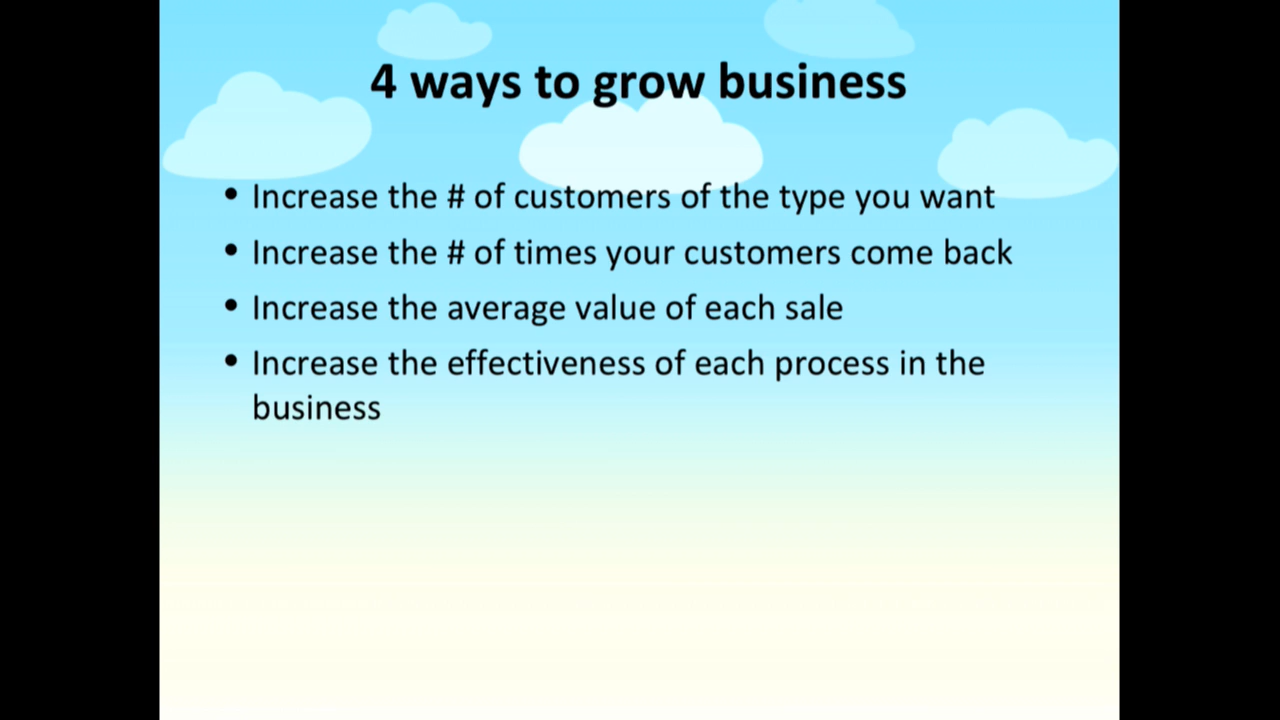 4 ways to grow business
• Increase the # of customers of the type you want
• Increase the # of times your customers come back
• Increase the average value of each sale
• Increase the effectiveness of each process in the
business